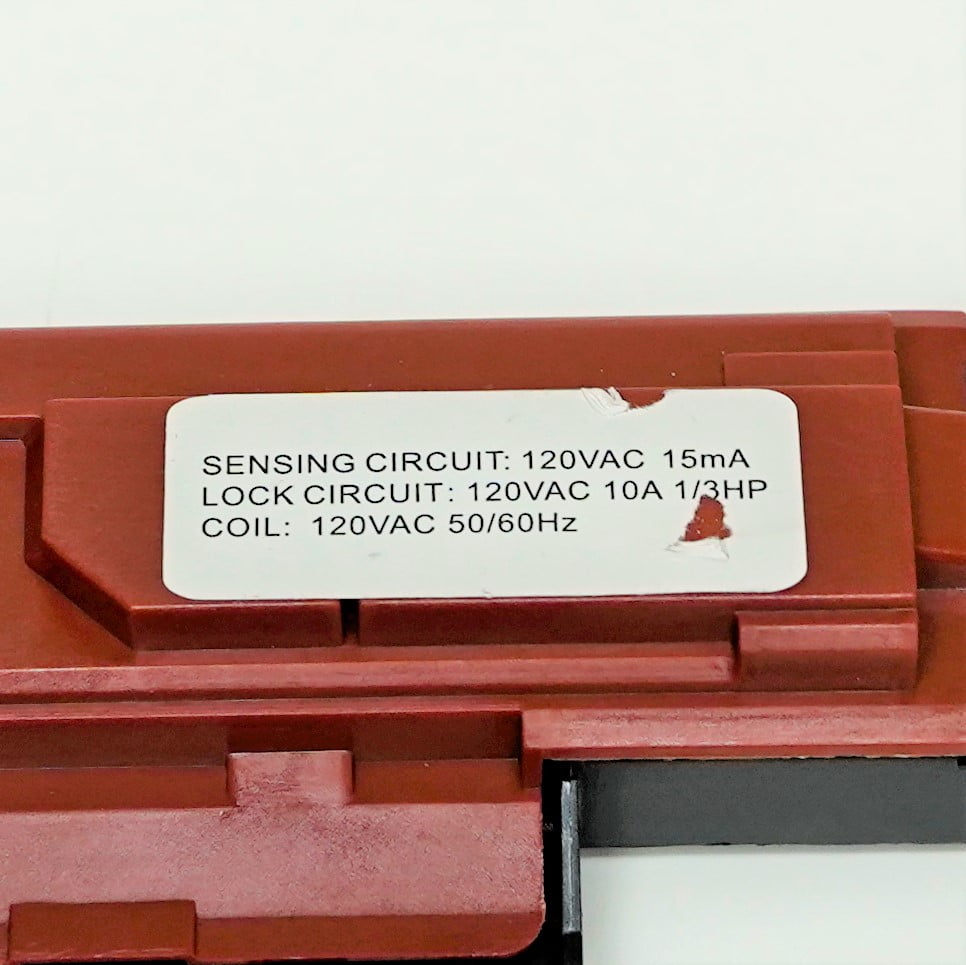 SENSING CIRCUIT: 120VAC 15mA
LOCK CIRCUIT: 120VAC 10A 1/3HP
COIL: 120VAC 50/60Hz